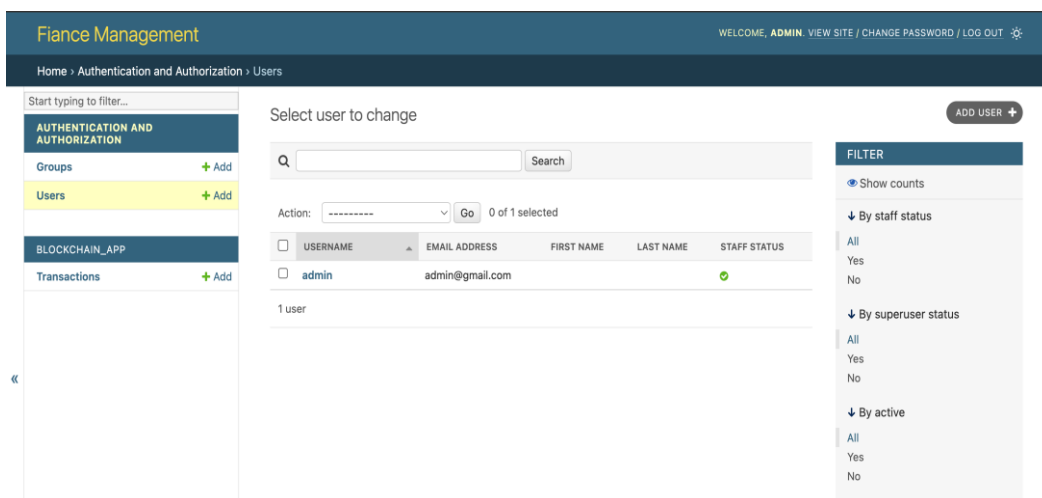 Fiance Management
WELCOME, ADMIN. VIEW SITE / CHANGE PASSWORD / LOG OUT
Home › Authentication and Authorization › Users
Start typing to filter...
AUTHENTICATION AND
AUTHORIZATION
Groups + Add
Users + Add
BLOCKCHAIN_APP
Transactions + Add
«
Select user to change
ADD USER +
Search
Action: --------- Go 0 of 1 selected
USERNAME EMAIL ADDRESS FIRST NAME LAST NAME STAFF STATUS
admin admin@gmail.com
1 user
FILTER
Show counts
↓ By staff status
All
Yes
No
↓ By superuser status
All
Yes
No
↓ By active
All
Yes
No